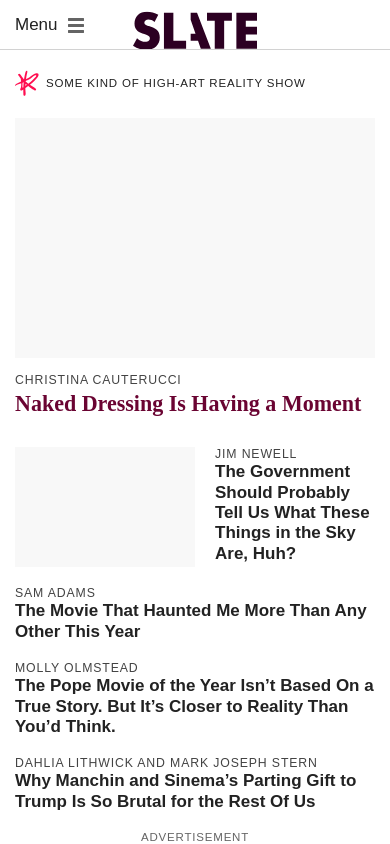 Menu
SLATE
SOME KIND OF HIGH-ART REALITY SHOW
CHRISTINA CAUTERUCCI
Naked Dressing Is Having a Moment
JIM NEWELL
The Government
Should Probably
Tell Us What These
Things in the Sky
Are, Huh?
SAM ADAMS
The Movie That Haunted Me More Than Any
Other This Year
MOLLY OLMSTEAD
The Pope Movie of the Year Isn’t Based On a
True Story. But It’s Closer to Reality Than
You’d Think.
DAHLIA LITHWICK AND MARK JOSEPH STERN
Why Manchin and Sinema’s Parting Gift to
Trump Is So Brutal for the Rest Of Us
ADVERTISEMENT